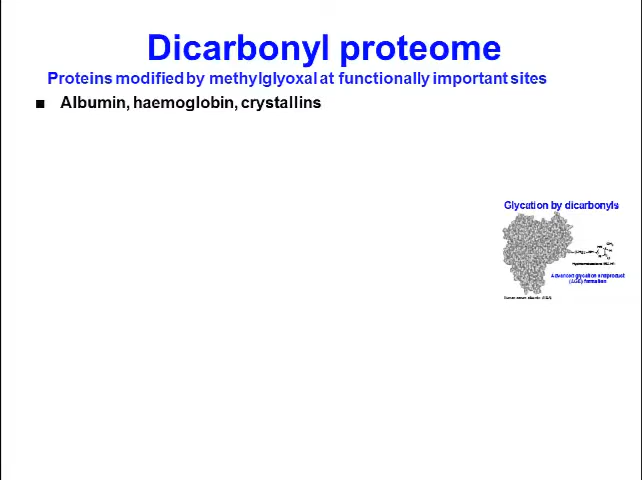 Dicarbonyl proteome
Proteins modified by methylglyoxal at functionally important sites
■ Albumin, haemoglobin, crystallins
Glycation by dicarbonyls
Advanced glycation endproduct
(AGE) formation